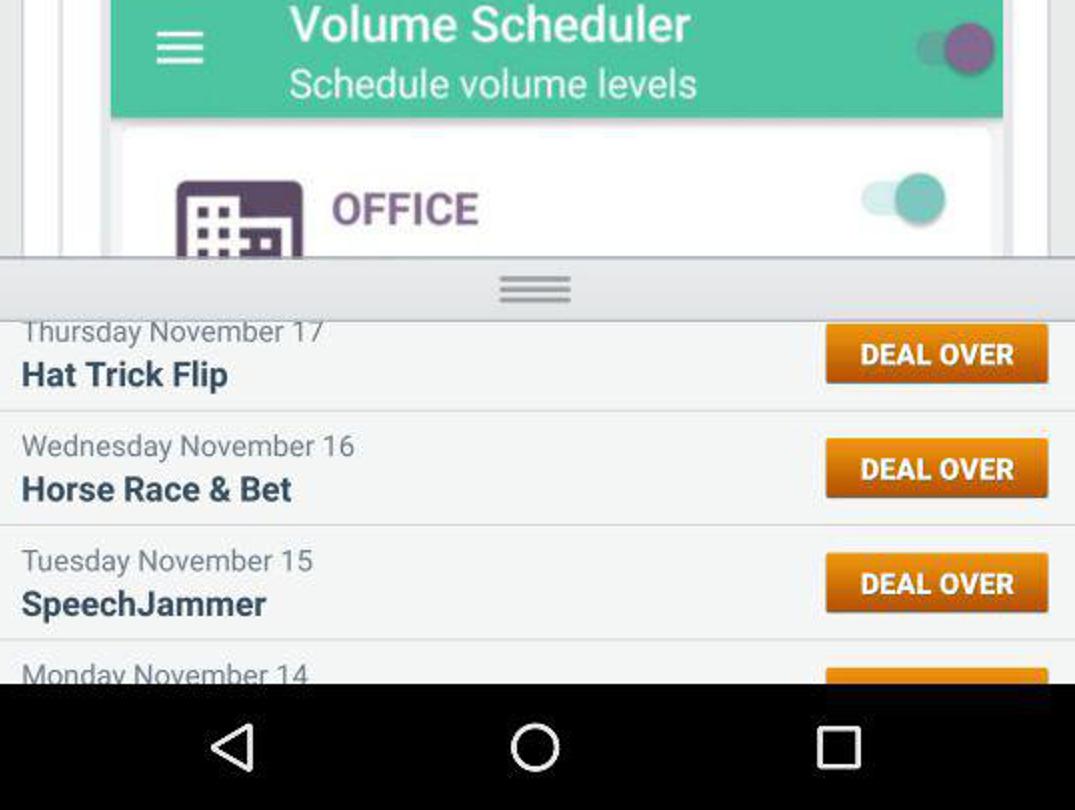 Volume Scheduler
Schedule volume levels
OFFICE
Thursday November 17
Hat Trick Flip
DEAL OVER
Wednesday November 16
Horse Race & Bet
DEAL OVER
Tuesday November 15
SpeechJammer
DEAL OVER
Monday November 14